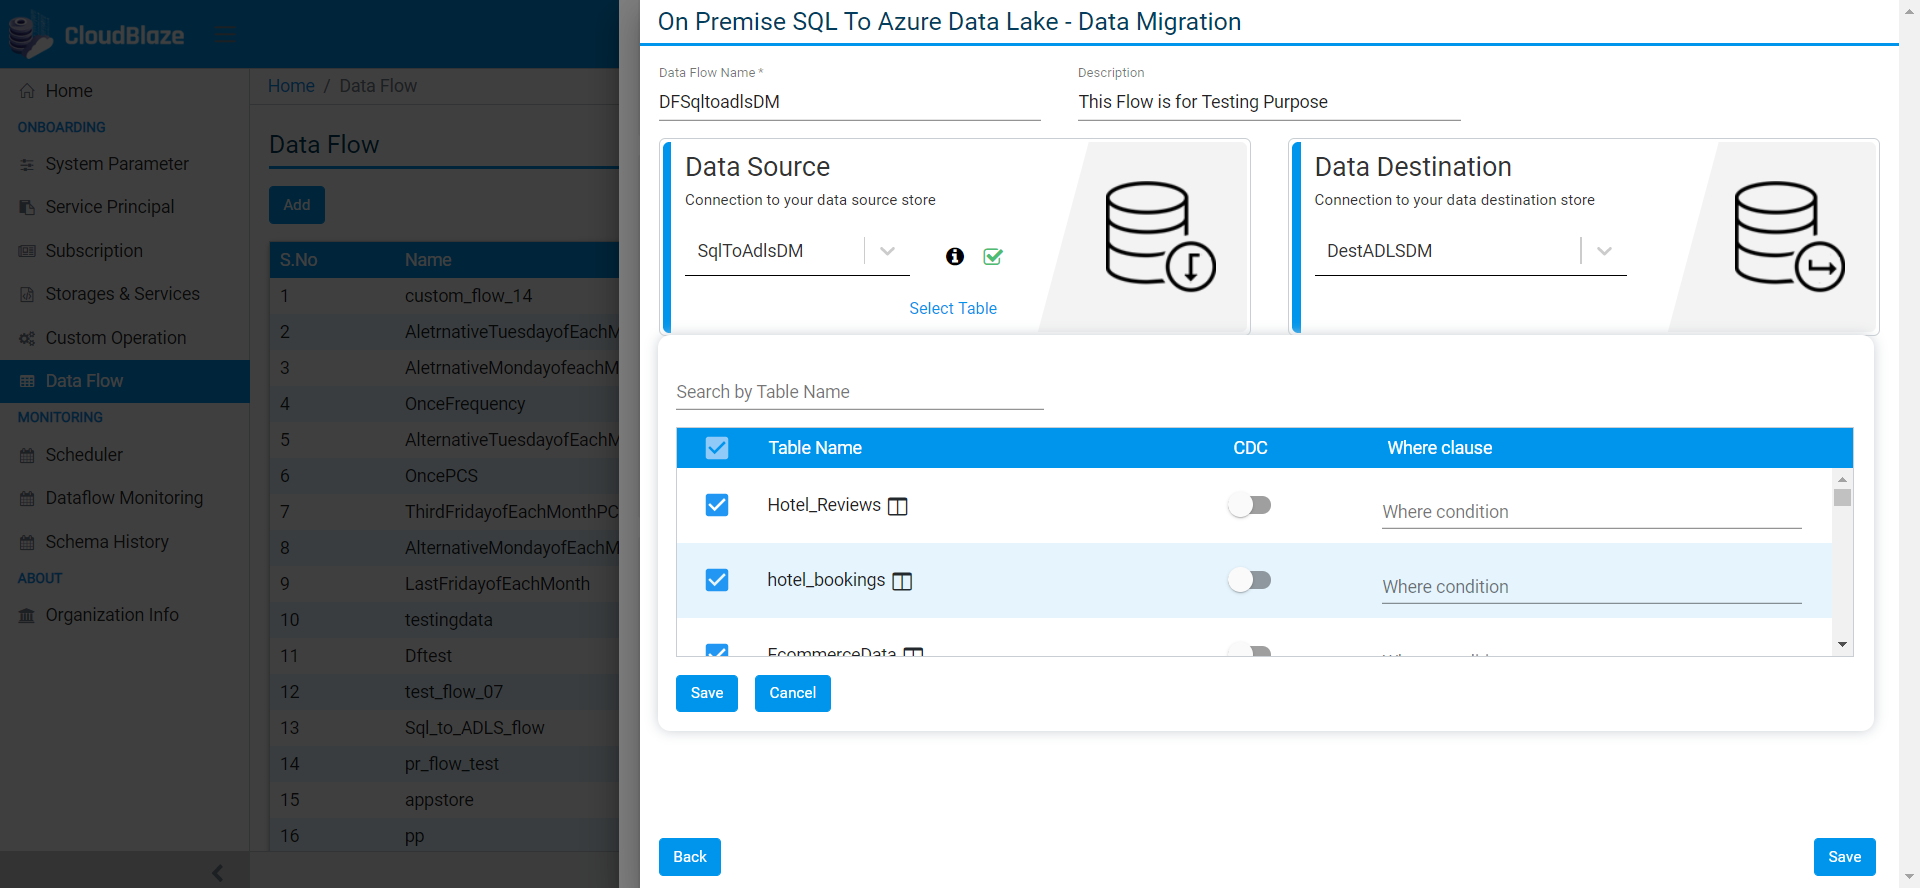 CloudBlaze
Home
ONBOARDING
System Parameter
Service Principal
Subscription
Storages & Services
Custom Operation
Data Flow
MONITORING
Scheduler
Dataflow Monitoring
Schema History
ABOUT
Organization Info
Home / Data Flow
Data Flow
Add
S.No Name
1 custom_flow_14
2 AletrnativeTuesdayofEachM
3 AletrnativeMondayofeachM
4 OnceFrequency
5 AlternativeTuesdayofEachM
6 OncePCS
7 ThirdFridayofEachMonthPC
8 AlternativeMondayofEachM
9 LastFridayofEachMonth
10 testingdata
11 Dftest
12 test_flow_07
13 Sql_to_ADLS_flow
14 pr_flow_test
15 appstore
16 pp
On Premise SQL To Azure Data Lake - Data Migration
Data Flow Name *
DFSqltoadlsDM
Description
This Flow is for Testing Purpose
Data Source
Connection to your data source store
SqlToAdlsDM
Select Table
Data Destination
Connection to your data destination store
DestADLSDM
Search by Table Name
Table Name CDC Where clause
Hotel_Reviews Where condition
hotel_bookings Where condition
EcommerceData
Save Cancel
Back Save